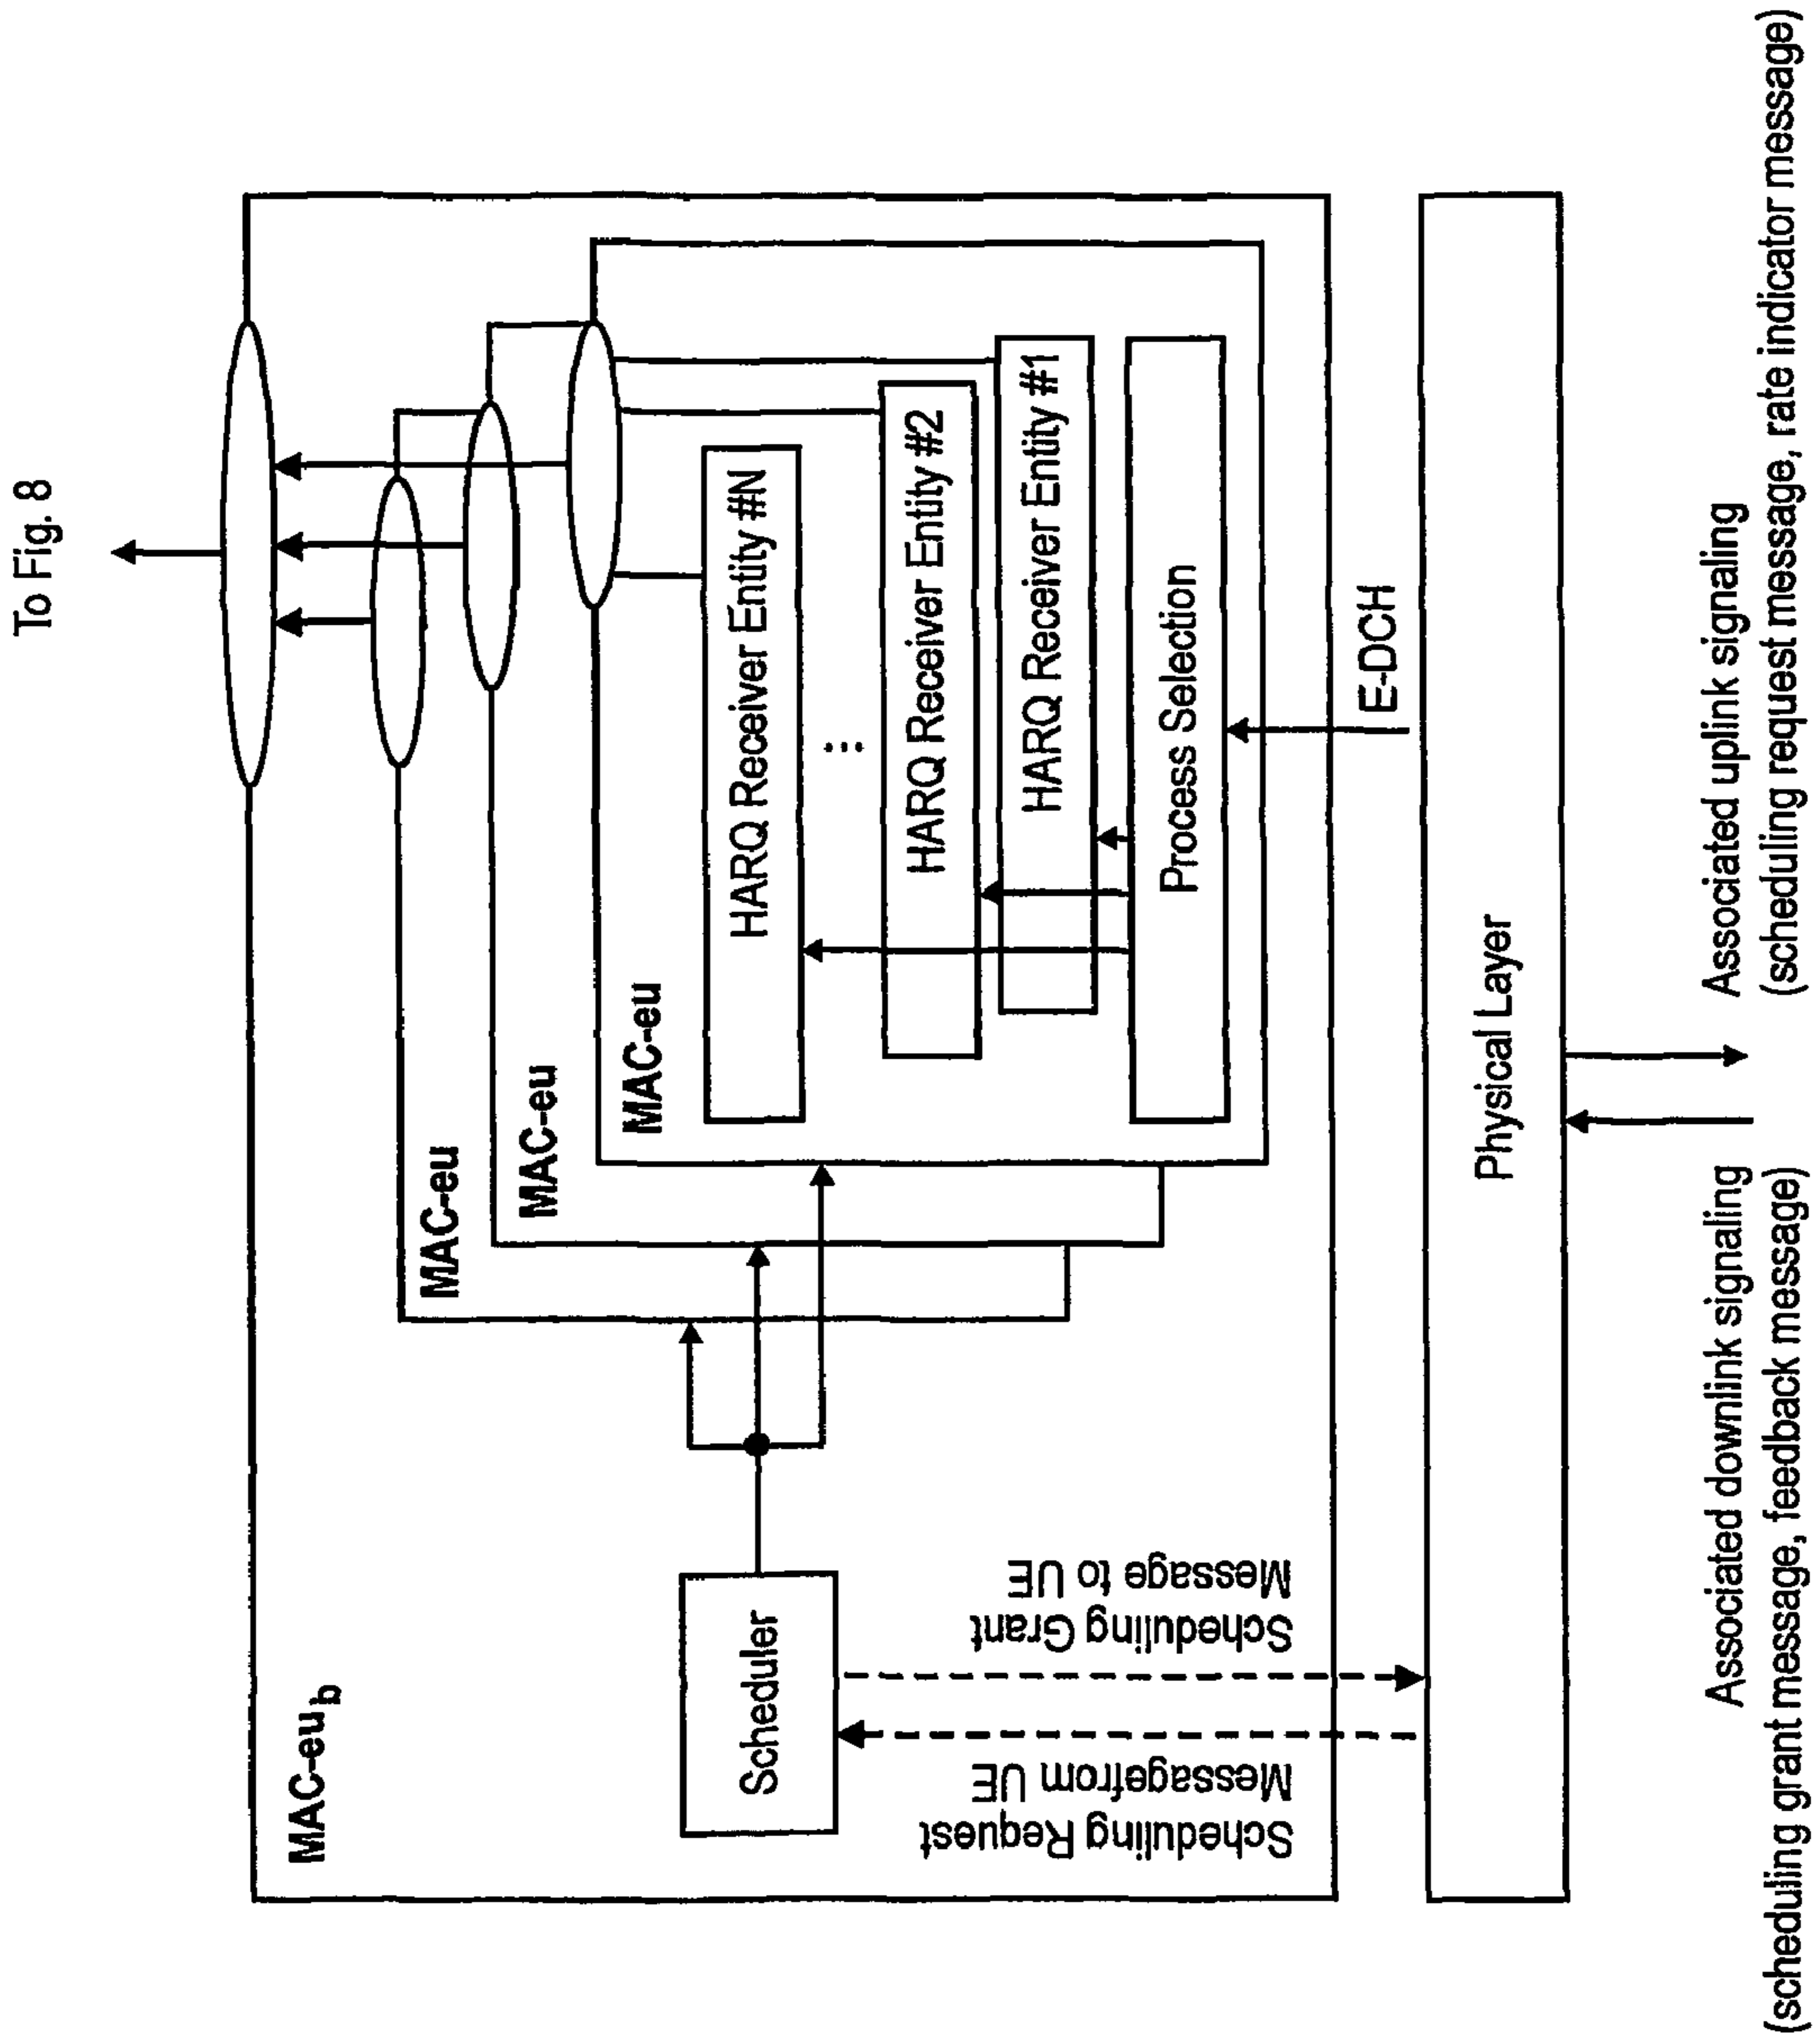 To Fig. 8
MAC-eu_b
MAC-eu
MAC-eu
MAC-eu
HARQ Receiver Entity #N
...
HARQ Receiver Entity #2
HARQ Receiver Entity #1
Process Selection
Scheduler
Scheduling Request
Messagefrom UE
Scheduling Grant
Message to UE
E-DCH
Physical Layer
Associated downlink signaling
(scheduling grant message, feedback message)
Associated uplink signaling
(scheduling request message, rate indicator message)